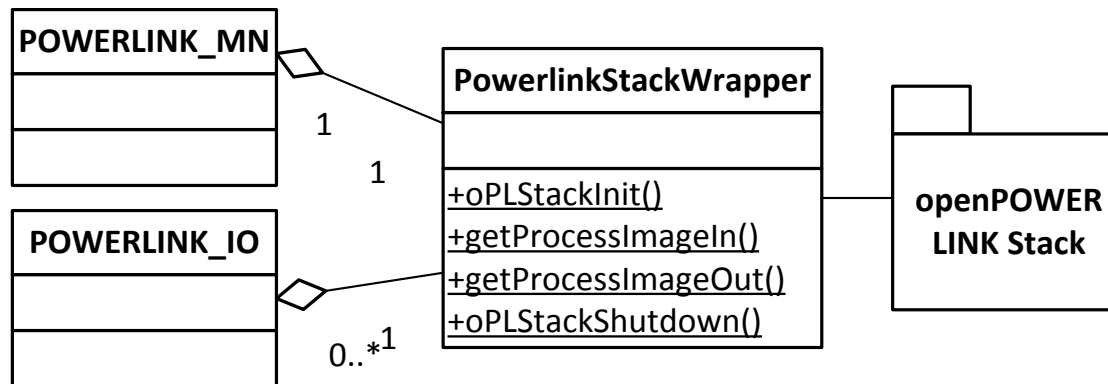 POWERLINK_MN
1
1
POWERLINK_IO
0..*
1
PowerlinkStackWrapper
+oPLStackInit()
+getProcessImageIn()
+getProcessImageOut()
+oPLStackShutdown()
openPOWER
LINK Stack